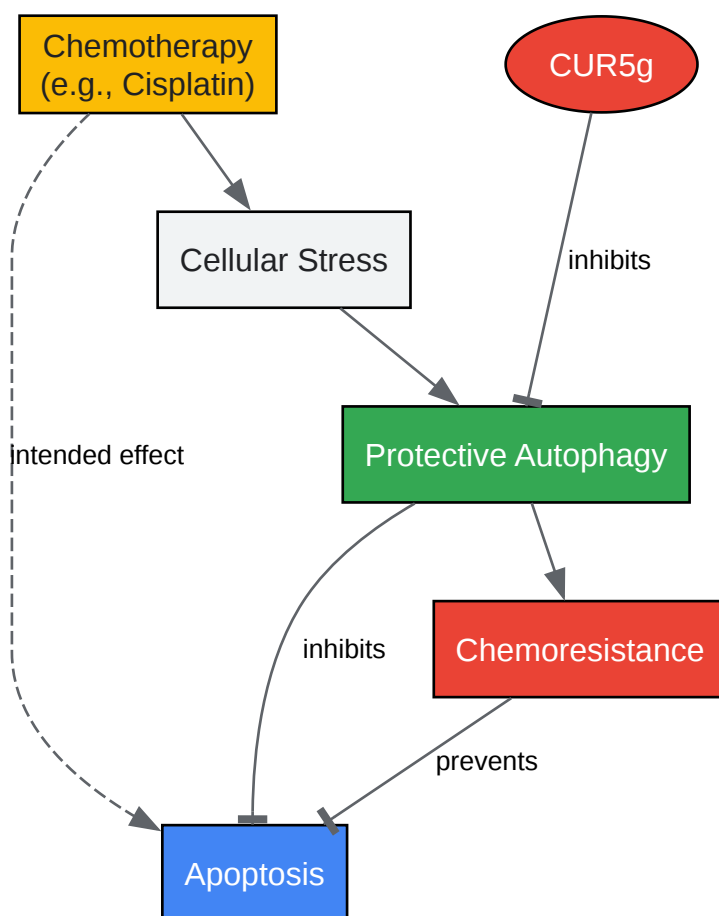 Chemotherapy
(e.g., Cisplatin)
CUR5g
Cellular Stress
inhibits
Protective Autophagy
intended effect
inhibits
Chemoresistance
prevents
Apoptosis